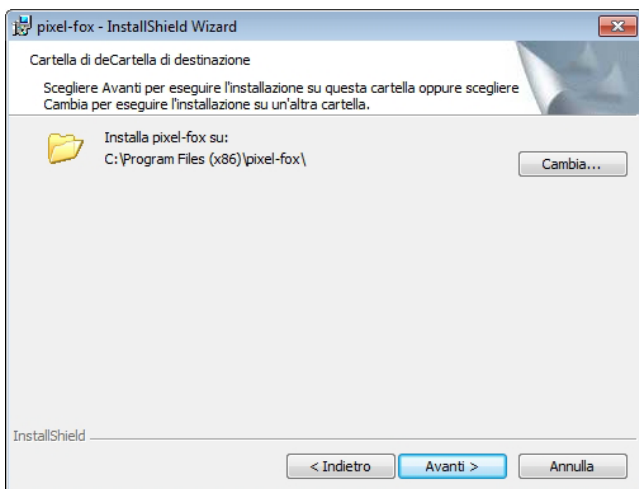 pixel-fox - InstallShield Wizard
Cartella di deCartella di destinazione
Scegliere Avanti per eseguire l'installazione su questa cartella oppure scegliere
Cambia per eseguire l'installazione su un'altra cartella.
Installa pixel-fox su:
C:\Program Files (x86)\pixel-fox\
Cambia...
InstallShield
< Indietro
Avanti >
Annulla